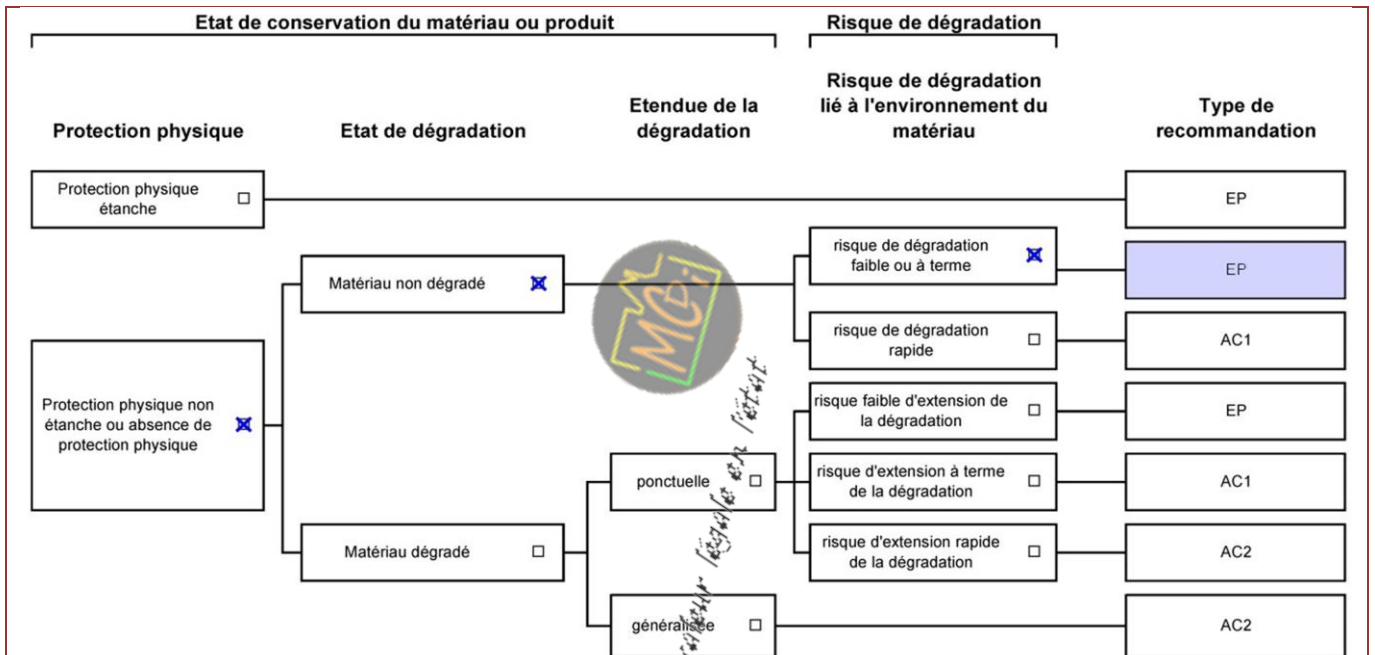 Etat de conservation du matériau ou produit
Risque de dégradation
Protection physique
Etat de dégradation
Etendue de la
dégradation
Risque de dégradation
lié à l'environnement du
matériau
Type de
recommandation
Protection physique
étanche
EP
risque de dégradation
faible ou à terme
EP
Matériau non dégradé
MCDi
risque de dégradation
rapide
AC1
Protection physique non
étanche ou absence de
protection physique
risque faible d'extension de
la dégradation
EP
ponctuelle
risque d'extension à terme
de la dégradation
AC1
Matériau dégradé
risque d'extension rapide
de la dégradation
AC2
généralisée
AC2
légale en l'état